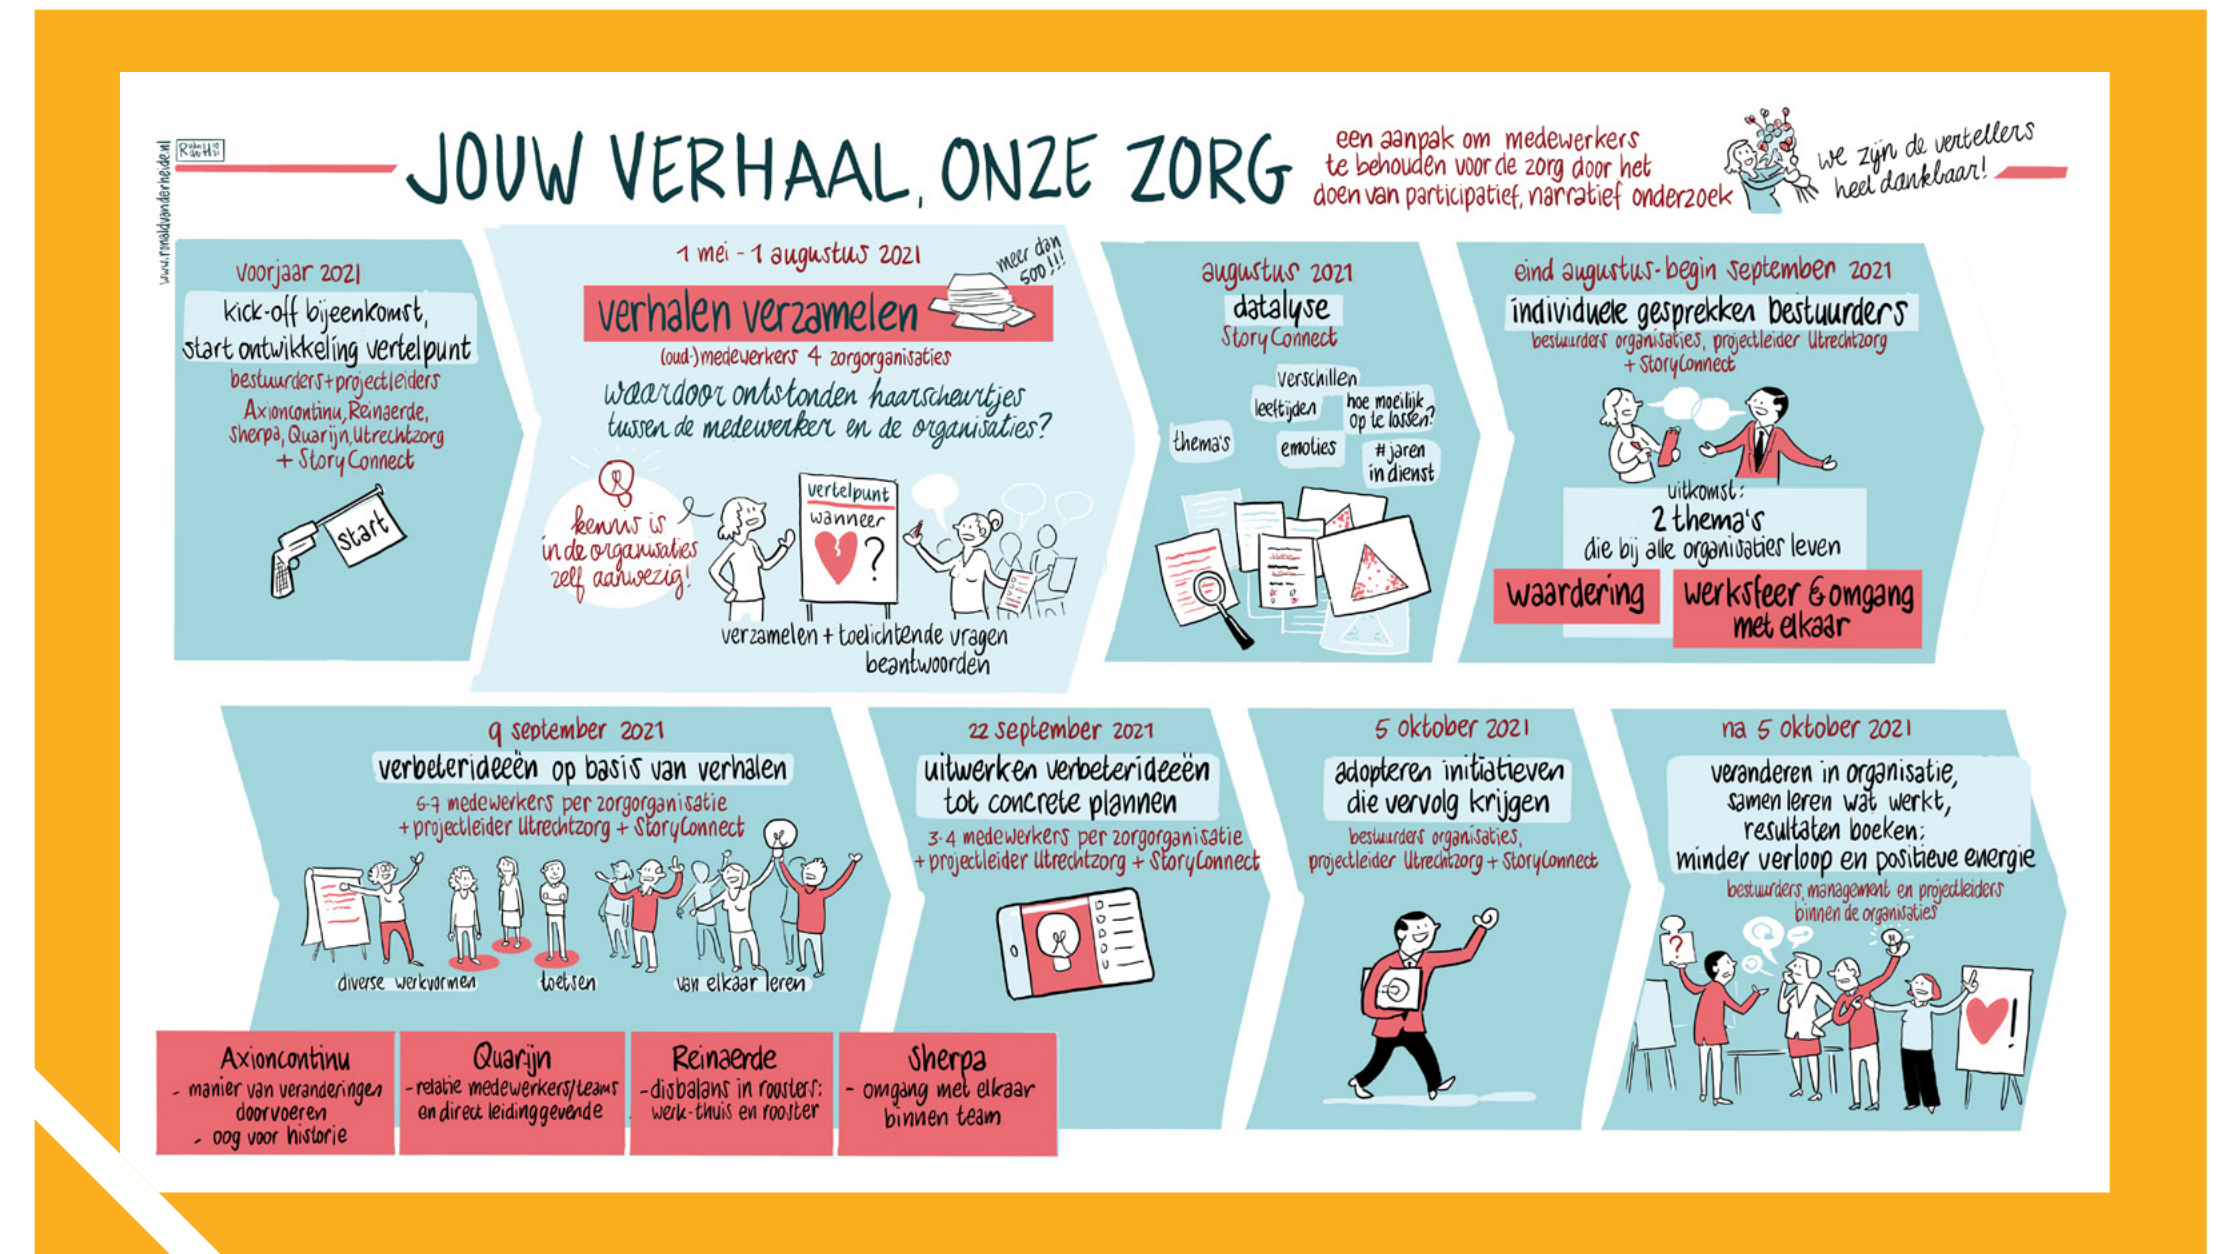 www.ronaldvanderheide.nl
JOUW VERHAAL, ONZE ZORG
een aanpak om medewerkers
te behouden voor de zorg door het
doen van participatief, narratief onderzoek
we zijn de vertellers
heel dankbaar!
voorjaar 2021
kick-off bijeenkomst,
start ontwikkeling vertelpunt
bestuurders+projectleiders
Axioncontinu, Reinaerde,
Sherpa, Quarijn, Utrechtzorg
+ StoryConnect
start
1 mei - 1 augustus 2021
meer dan
500!!!
verhalen verzamelen
(oud-)medewerkers 4 zorgorganisaties
waardoor ontstonden haarscheurtjes
tussen de medewerker en de organisaties?
kennis is
in de organisaties
zelf aanwezig!
vertelpunt
wanneer
?
verzamelen + toelichtende vragen
beantwoorden
augustus 2021
datalyse
StoryConnect
verschillen
leeftijden
hoe moeilijk
op te lossen?
thema's
emoties
# jaren
in dienst
eind augustus-begin september 2021
individuele gesprekken bestuurders
bestuurders organisaties, projectleider Utrechtzorg
+ StoryConnect
uitkomst:
2 thema's
die bij alle organisaties leven
waardering
werksfeer & omgang
met elkaar
9 september 2021
verbeterideeën op basis van verhalen
5-7 medewerkers per zorgorganisatie
+ projectleider Utrechtzorg + StoryConnect
diverse werkvormen
toetsen
van elkaar leren
22 september 2021
uitwerken verbeterideeën
tot concrete plannen
3-4 medewerkers per zorgorganisatie
+ projectleider Utrechtzorg + StoryConnect
5 oktober 2021
adopteren initiatieven
die vervolg krijgen
bestuurders organisaties,
projectleider Utrechtzorg + StoryConnect
na 5 oktober 2021
veranderen in organisatie,
samen leren wat werkt,
resultaten boeken:
minder verloop en positieve energie
bestuurders, management en projectleiders
binnen de organisaties
?
!
Axioncontinu
- manier van veranderingen
doorvoeren
- oog voor historie
Quarijn
- relatie medewerkers/teams
en direct leidinggevende
Reinaerde
- disbalans in roosters:
werk-thuis en rooster
Sherpa
- omgang met elkaar
binnen team